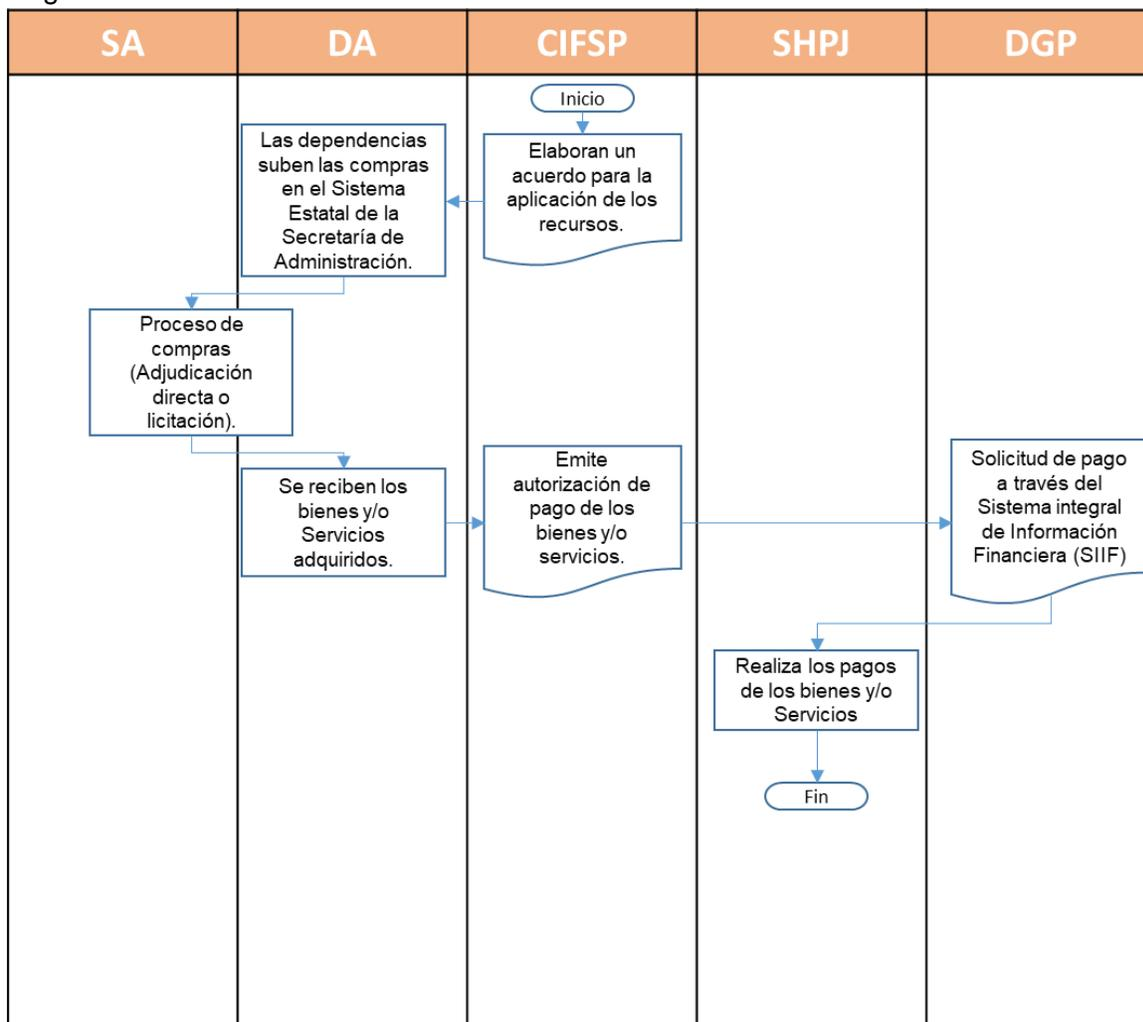 SA
DA
CIFSP
SHPJ
DGP
Inicio
Elaboran un
acuerdo para la
aplicación de los
recursos.
Las dependencias
suben las compras
en el Sistema
Estatal de la
Secretaría de
Administración.
Proceso de
compras
(Adjudicación
directa o
licitación).
Se reciben los
bienes y/o
Servicios
adquiridos.
Emite
autorización de
pago de los
bienes y/o
servicios.
Solicitud de pago
a través del
Sistema integral
de Información
Financiera (SIIF)
Realiza los pagos
de los bienes y/o
Servicios
Fin